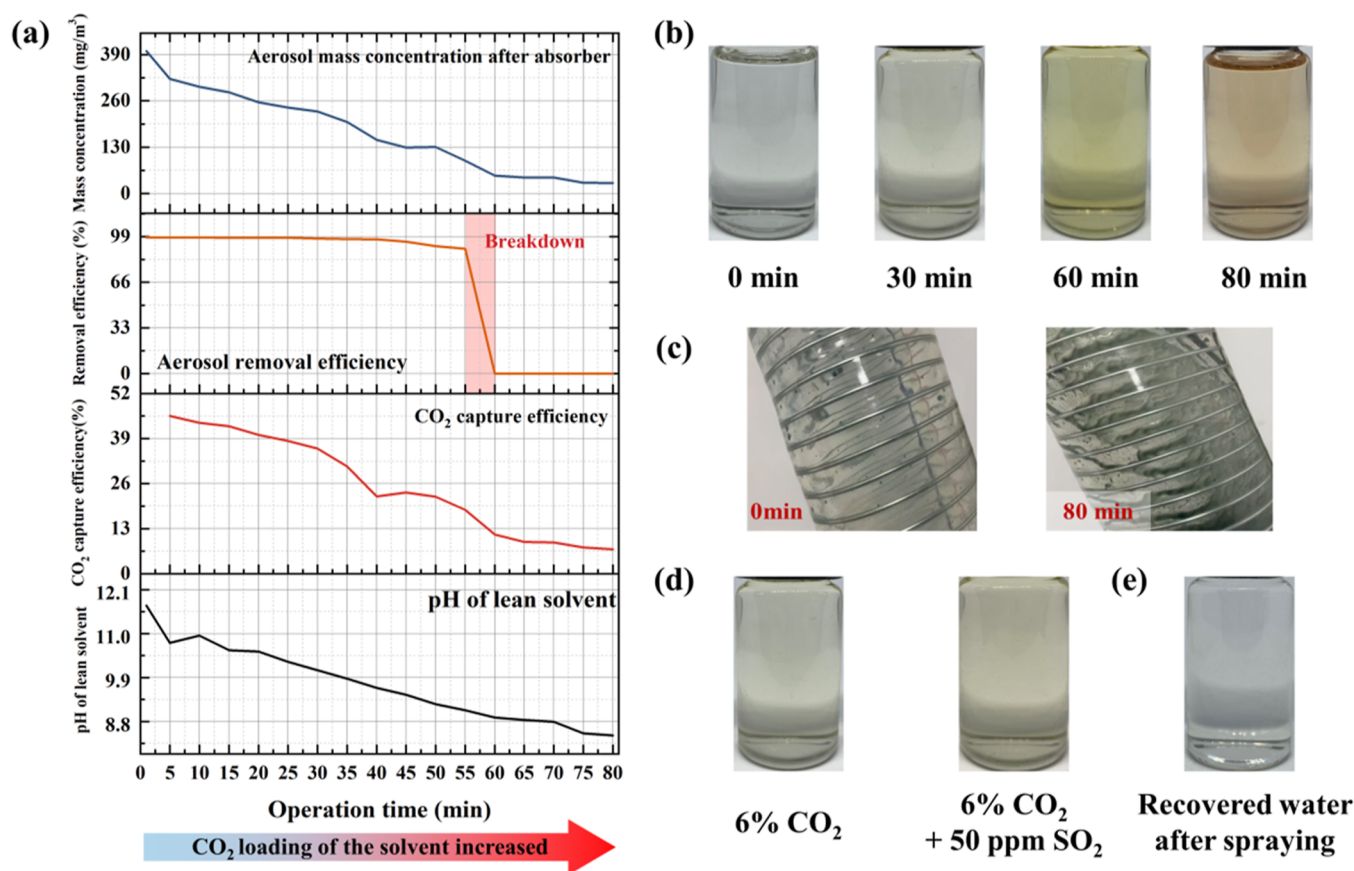 (a)
Mass concentration (mg/m³)
390
260
130
0
Aerosol mass concentration after absorber
Removal efficiency (%)
99
66
33
0
Breakdown
Aerosol removal efficiency
CO₂ capture efficiency(%)
52
39
26
13
0
CO₂ capture efficiency
pH of lean solvent
12.1
11.0
9.9
8.8
pH of lean solvent
0 5 10 15 20 25 30 35 40 45 50 55 60 65 70 75 80
Operation time (min)
CO₂ loading of the solvent increased
(b)
0 min
30 min
60 min
80 min
(c)
0min
80 min
(d)
6% CO₂
6% CO₂
+ 50 ppm SO₂
(e)
Recovered water
after spraying